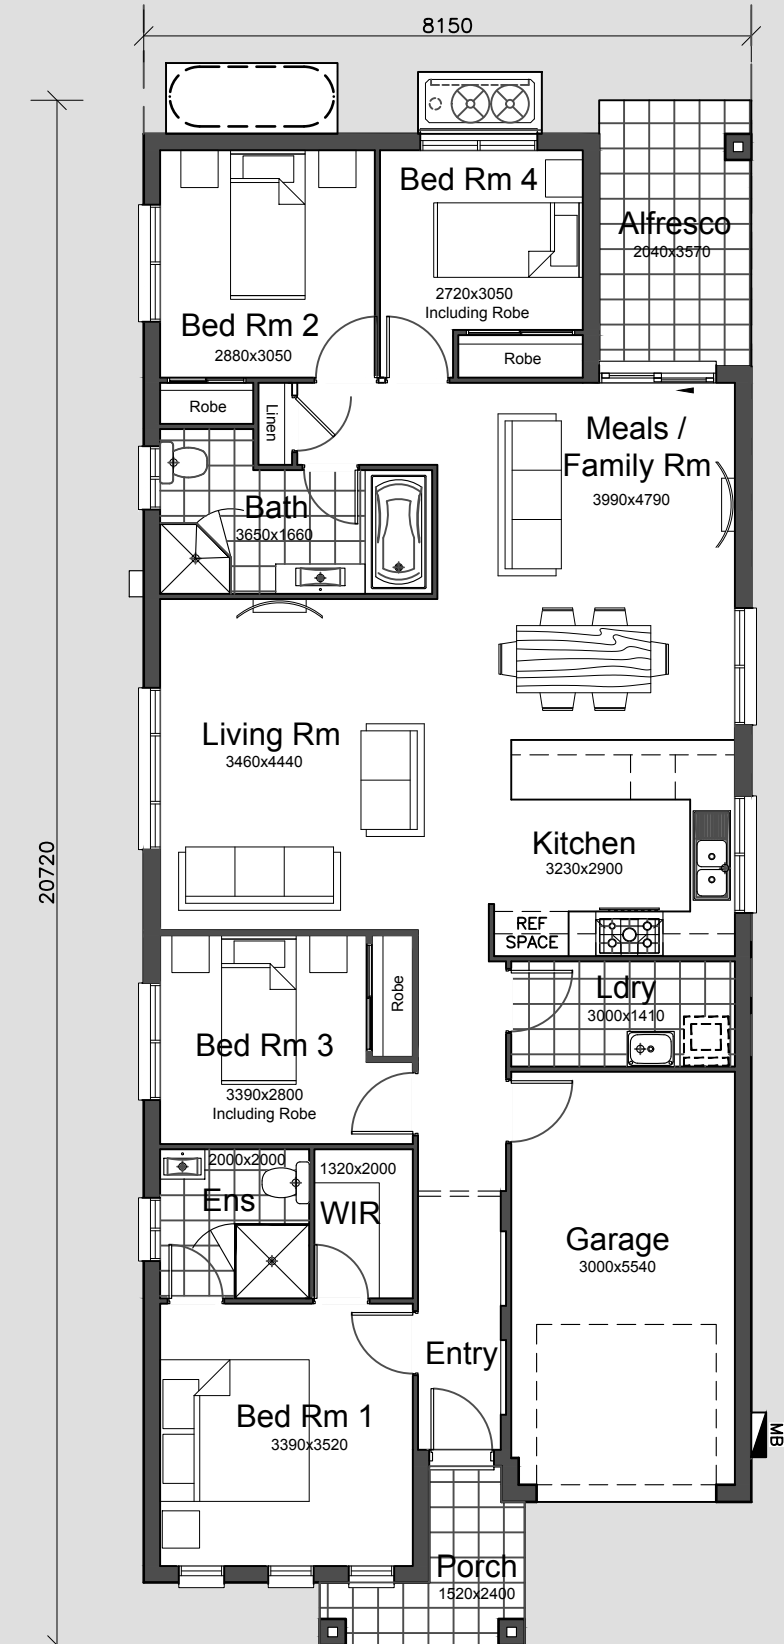 8150
20720
Bed Rm 4
2720x3050
Including Robe
Robe
Alfresco
2040x3570
Bed Rm 2
2880x3050
Robe
Linen
Meals /
Family Rm
3990x4790
Bath
3650x1660
Living Rm
3460x4440
Kitchen
3230x2900
REF
SPACE
Ldry
3000x1410
Robe
Bed Rm 3
3390x2800
Including Robe
2000x2000
Ens
1320x2000
WIR
Garage
3000x5540
Entry
Bed Rm 1
3390x3520
MB
Porch
1520x2400